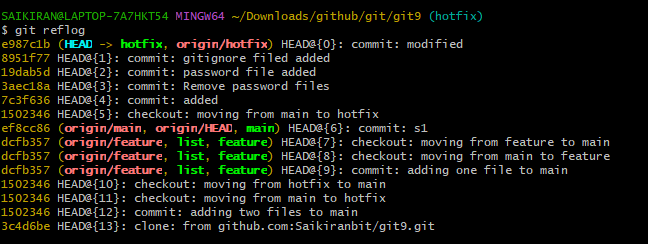 SAIKIRAN@LAPTOP-7A7HKT54 MINGW64 ~/Downloads/github/git/git9 (hotfix)
$ git reflog
e987c1b (HEAD -> hotfix, origin/hotfix) HEAD@{0}: commit: modified
8951f77 HEAD@{1}: commit: gitignore filed added
19dab5d HEAD@{2}: commit: password file added
3aec18a HEAD@{3}: commit: Remove password files
7c3f636 HEAD@{4}: commit: added
1502346 HEAD@{5}: checkout: moving from main to hotfix
ef8cc86 (origin/main, origin/HEAD, main) HEAD@{6}: commit: s1
dcfb357 (origin/feature, list, feature) HEAD@{7}: checkout: moving from feature to main
dcfb357 (origin/feature, list, feature) HEAD@{8}: checkout: moving from main to feature
dcfb357 (origin/feature, list, feature) HEAD@{9}: commit: adding one file to main
1502346 HEAD@{10}: checkout: moving from hotfix to main
1502346 HEAD@{11}: checkout: moving from main to hotfix
1502346 HEAD@{12}: commit: adding two files to main
3c4d6be HEAD@{13}: clone: from github.com:Saikiranbit/git9.git